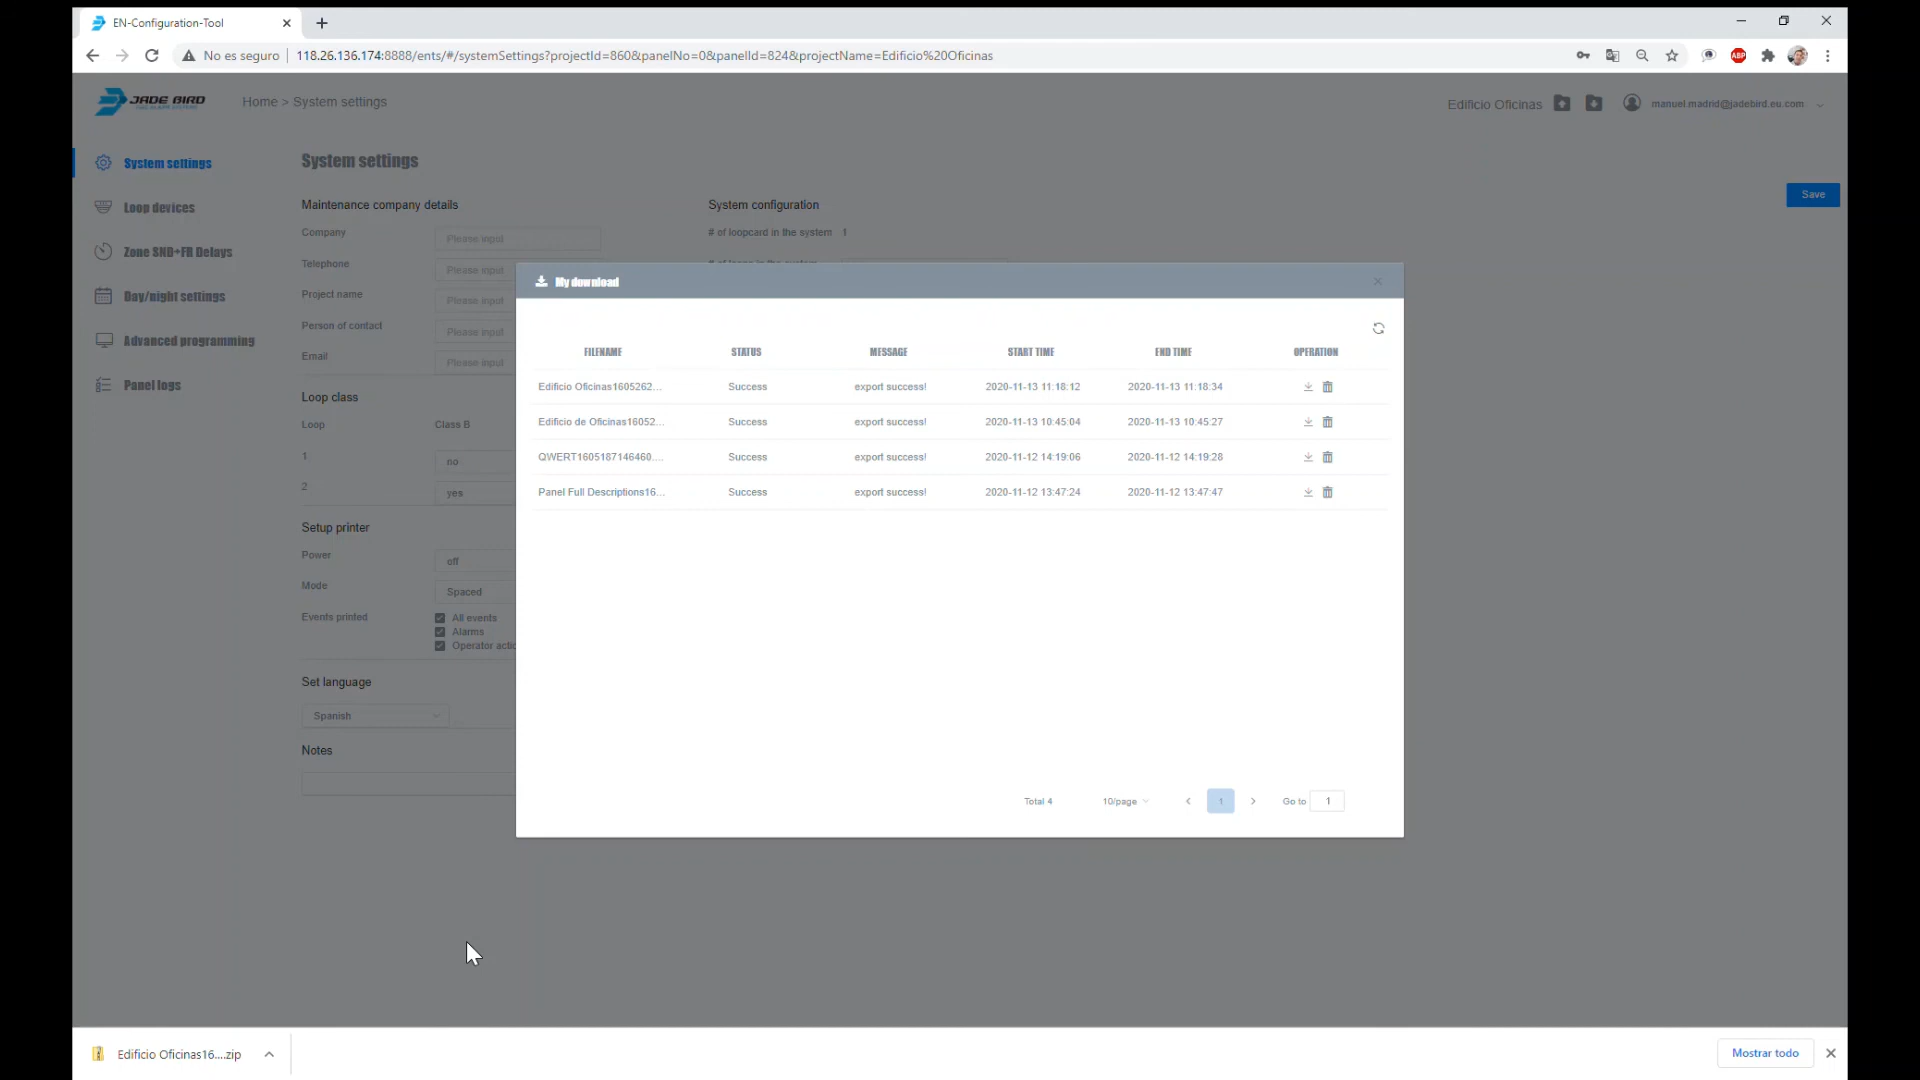 EN-Configuration-Tool
No es seguro
118.26.136.174:8888/ents/#/systemSettings?projectId=860&panelNo=0&panelId=824&projectName=Edificio%20Oficinas
ABP
JADE BIRD
Home > System settings
Edificio Oficinas
manuel.madrid@jadebird.eu.com
System settings
Loop devices
Zone SND+FR Delays
Day/night settings
Advanced programming
Panel logs
System settings
Save
Maintenance company details
System configuration
Company
Please input
# of loopcard in the system 1
Telephone
Please input
# of loops in the system
Project name
Please input
Person of contact
Please input
Email
Please input
Loop class
Loop
Class B
1
no
2
yes
Setup printer
Power
off
Mode
Spaced
Events printed
All events
Alarms
Operator actio
Set language
Spanish
Notes
My download
FILENAME STATUS MESSAGE START TIME END TIME OPERATION
Edificio Oficinas1605262... Success export success! 2020-11-13 11:18:12 2020-11-13 11:18:34
Edificio de Oficinas16052... Success export success! 2020-11-13 10:45:04 2020-11-13 10:45:27
QWERT1605187146460.... Success export success! 2020-11-12 14:19:06 2020-11-12 14:19:28
Panel Full Descriptions16... Success export success! 2020-11-12 13:47:24 2020-11-12 13:47:47
Total 4 10/page 1 Go to 1
Edificio Oficinas16....zip
Mostrar todo